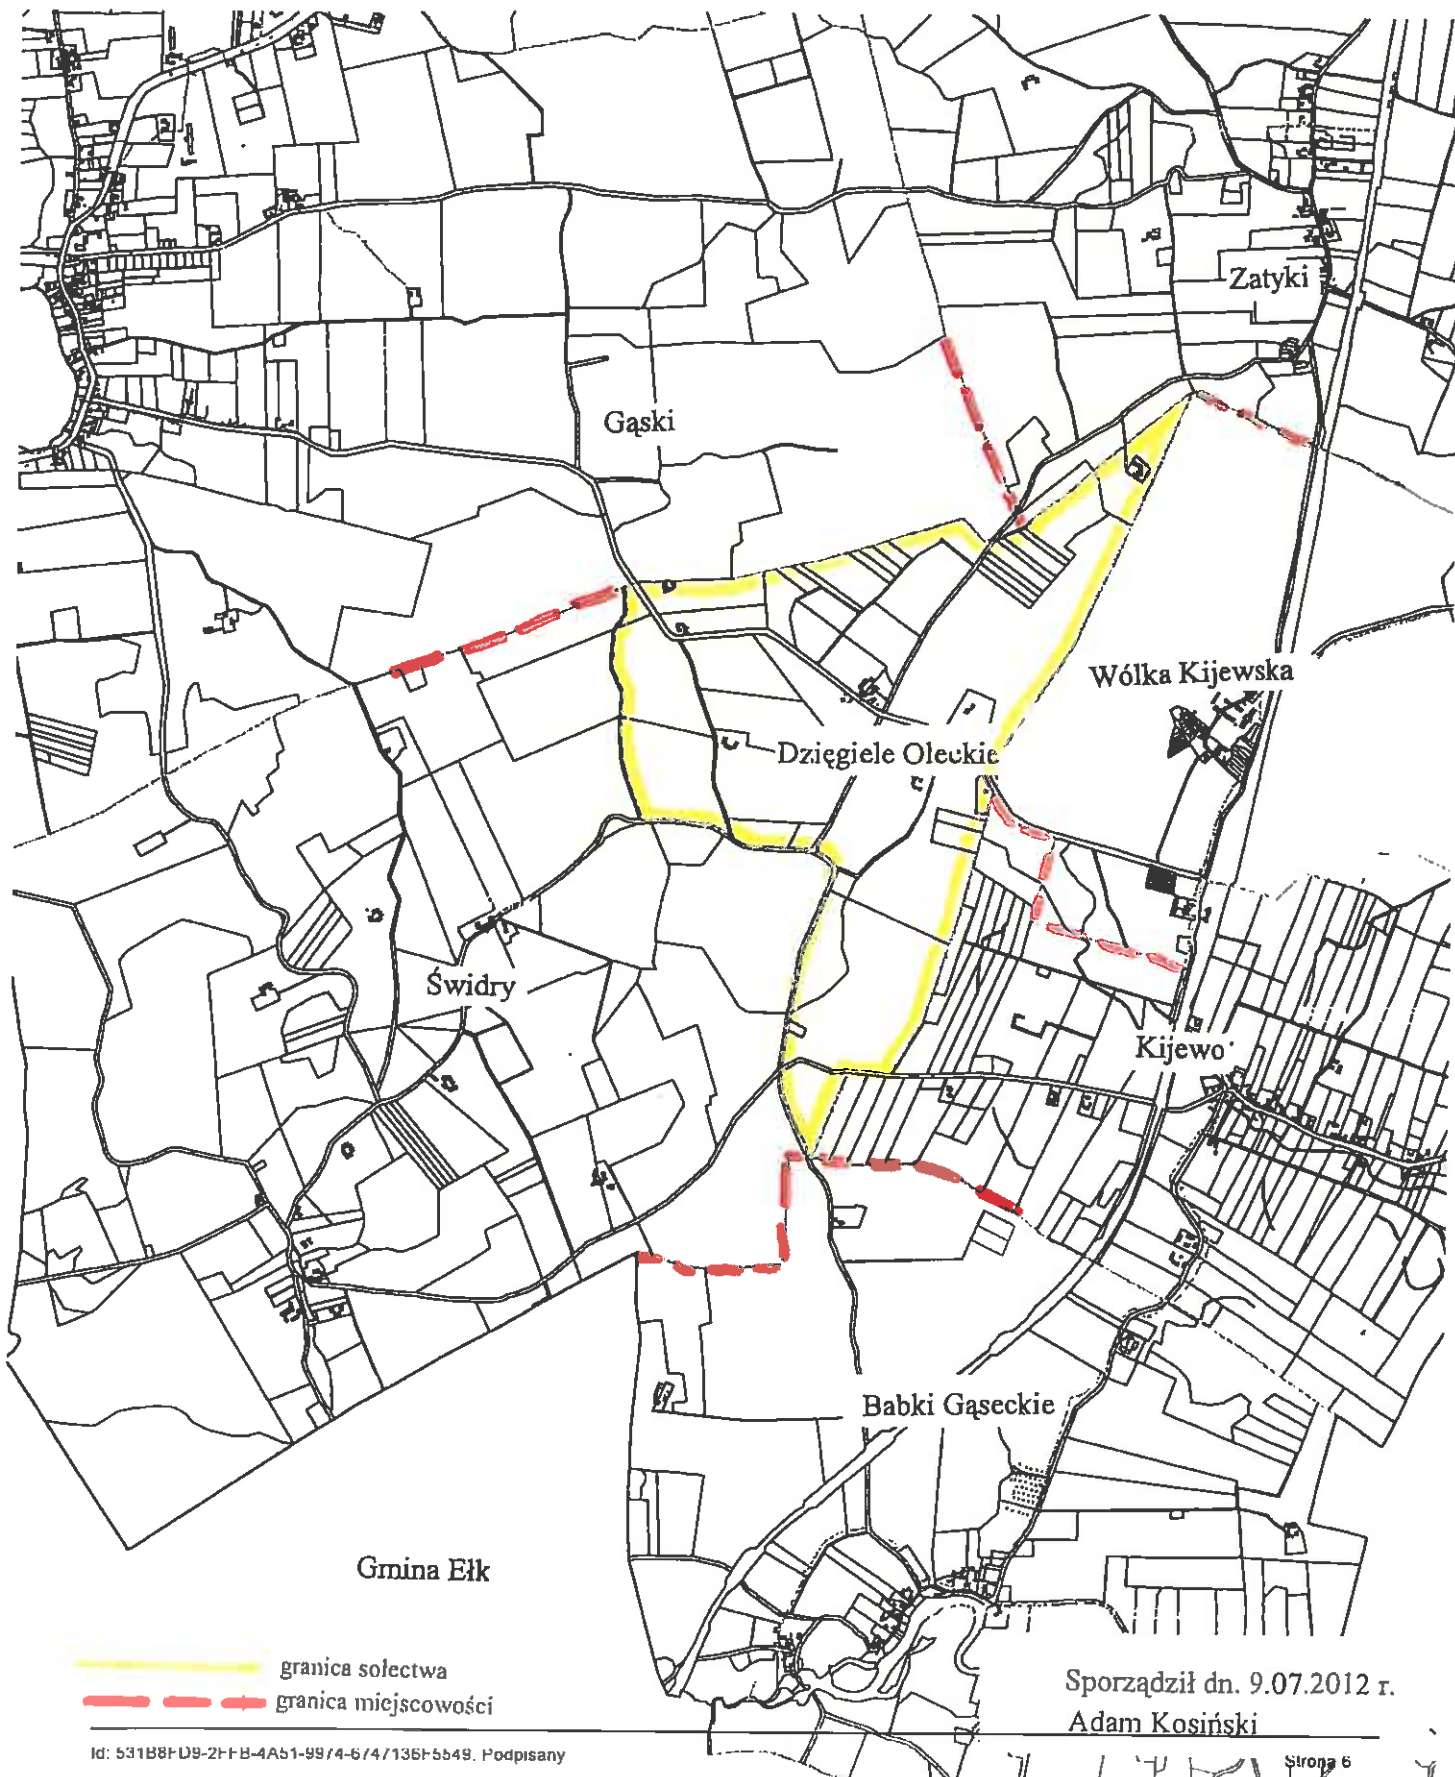 Zatyki
Gąski
Wólka Kijewska
Dzięgiele Oleckie
Świdry
Kijewo
Babki Gąseckie
Gmina Ełk
granica sołectwa
granica miejscowości
Sporządził dn. 9.07.2012 r.
Adam Kosiński
Id: 531B8FD9-2FFB-4A51-9974-6747136F5549. Podpisany
Strona 6